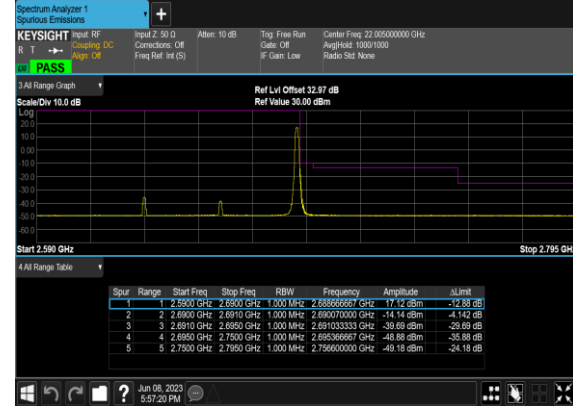 Spectrum Analyzer 1
Spurious Emissions
KEYSIGHT Input: RF Input Z: 50 Ω Atten: 10 dB Trig: Free Run Center Freq: 22.005000000 GHz
R T Coupling: DC Corrections: Off Gate: Off Avg|Hold: 1000/1000
Align: Off Freq Ref: Int (S) IF Gain: Low Radio Std: None
PASS
3 All Range Graph
Ref Lvl Offset 32.97 dB
Scale/Div 10.0 dB Ref Value 30.00 dBm
Log
20.0
10.0
0.00
-10.0
-20.0
-30.0
-40.0
-50.0
-60.0
Start 2.590 GHz Stop 2.795 GH
4 All Range Table
Spur Range Start Freq Stop Freq RBW Frequency Amplitude ΔLimit
1 1 2.5900 GHz 2.6900 GHz 1.000 MHz 2.688666667 GHz 17.12 dBm -12.88 dB
2 2 2.6900 GHz 2.6910 GHz 1.000 MHz 2.690070000 GHz -14.14 dBm -4.142 dB
3 3 2.6910 GHz 2.6950 GHz 1.000 MHz 2.691033333 GHz -39.69 dBm -29.69 dB
4 4 2.6950 GHz 2.7500 GHz 1.000 MHz 2.695366667 GHz -48.88 dBm -35.88 dB
5 5 2.7500 GHz 2.7950 GHz 1.000 MHz 2.756600000 GHz -49.18 dBm -24.18 dB
? Jun 08, 2023
5:57:20 PM